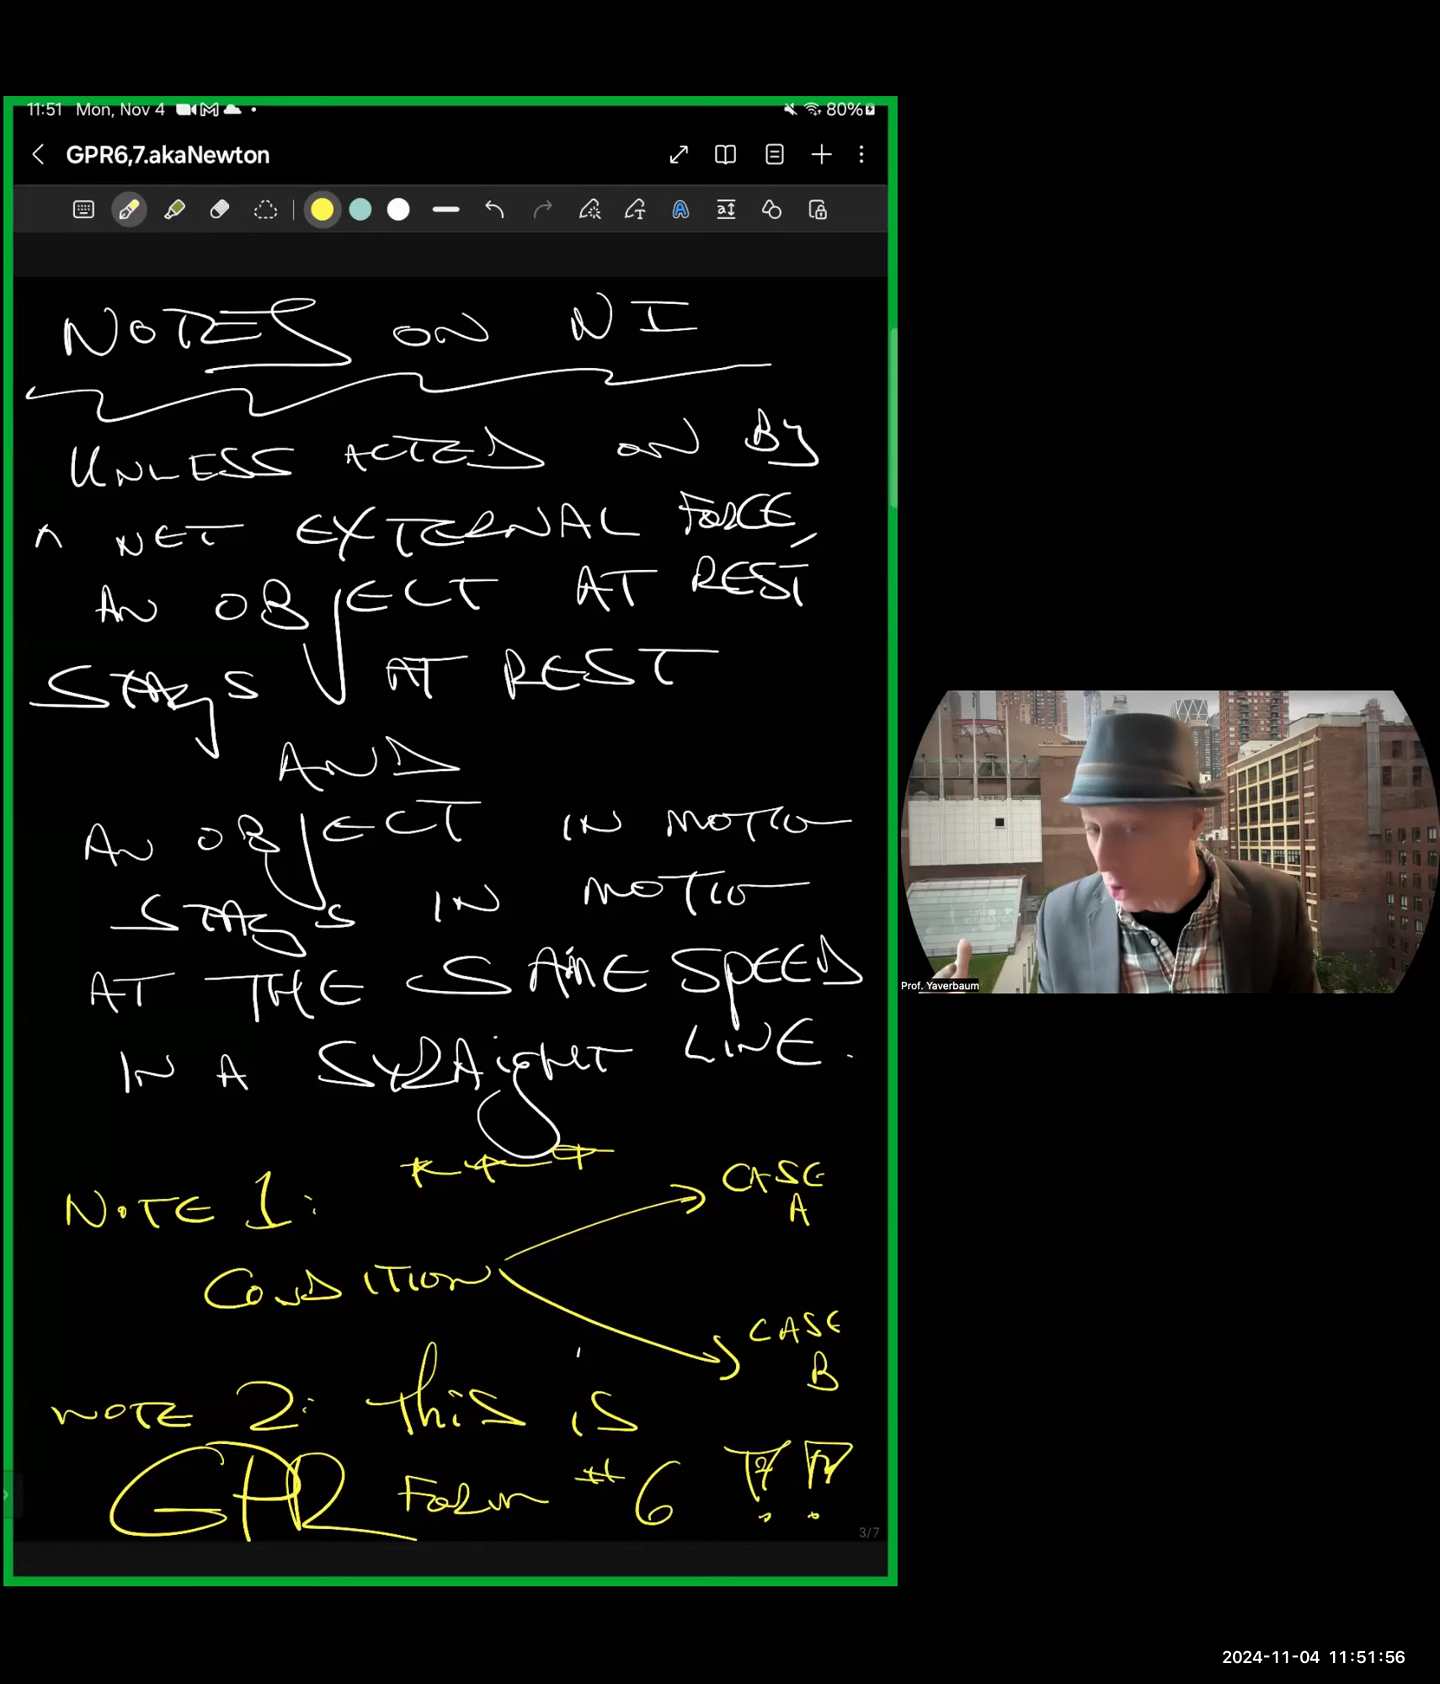 11:51 Mon, Nov 4
80%
GPR6,7.akaNewton
NOTES ON NI
UNLESS ACTED ON BY
A NET EXTERNAL FORCE,
AN OBJECT AT REST
STAYS AT REST
AND
AN OBJECT IN MOTION
STAYS IN MOTION
AT THE SAME SPEED
IN A STRAIGHT LINE.
NOTE 1:
CASE
A
CONDITION
CASE
B
NOTE 2: this is
GPR FORM #6 !!
3/7
Prof. Yaverbaum
2024-11-04 11:51:56